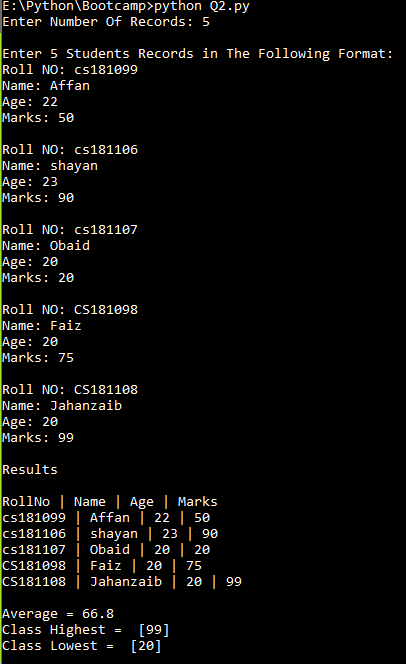 E:\Python\Bootcamp>python Q2.py
Enter Number Of Records: 5
Enter 5 Students Records in The Following Format:
Roll NO: cs181099
Name: Affan
Age: 22
Marks: 50
Roll NO: cs181106
Name: shayan
Age: 23
Marks: 90
Roll NO: cs181107
Name: Obaid
Age: 20
Marks: 20
Roll NO: CS181098
Name: Faiz
Age: 20
Marks: 75
Roll NO: CS181108
Name: Jahanzaib
Age: 20
Marks: 99
Results
RollNo | Name | Age | Marks
cs181099 | Affan | 22 | 50
cs181106 | shayan | 23 | 90
cs181107 | Obaid | 20 | 20
CS181098 | Faiz | 20 | 75
CS181108 | Jahanzaib | 20 | 99
Average = 66.8
Class Highest =  [99]
Class Lowest =  [20]